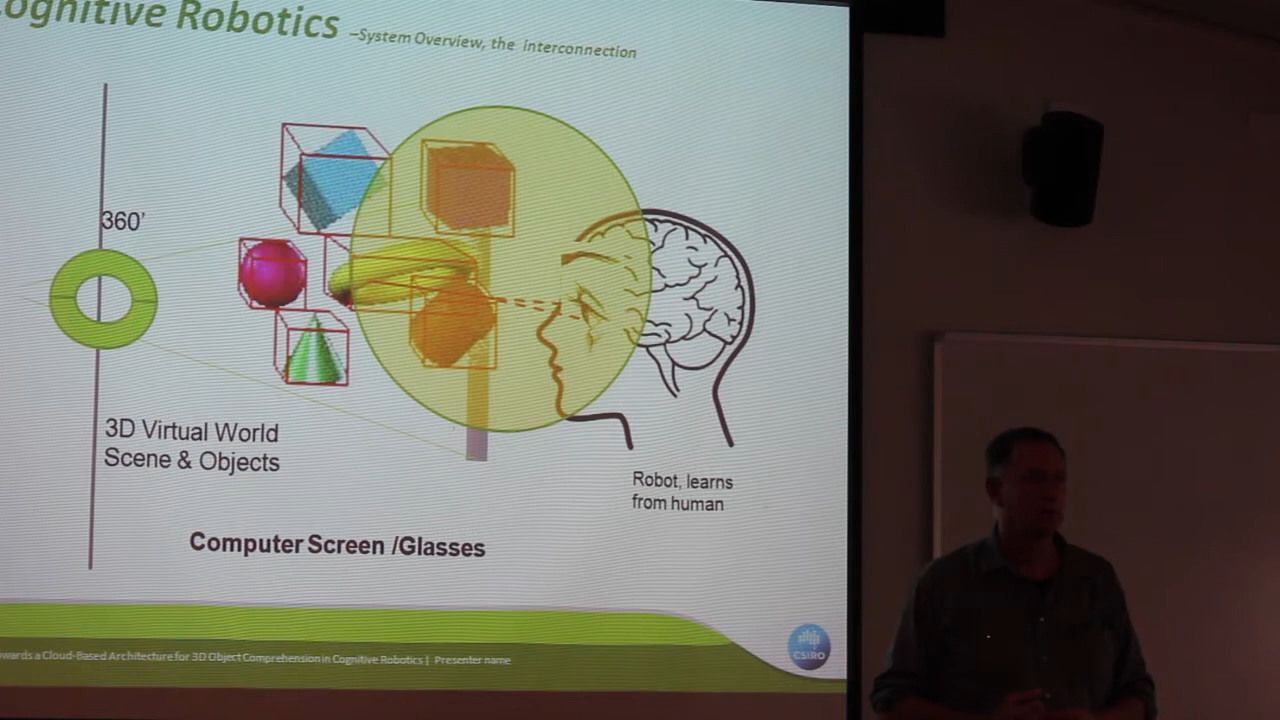 ognitive Robotics –System Overview, the interconnection
360'
3D Virtual World
Scene & Objects
Robot, learns
from human
Computer Screen /Glasses
wards a Cloud-Based Architecture for 3D Object Comprehension in Cognitive Robotics | Presenter name
CSIRO